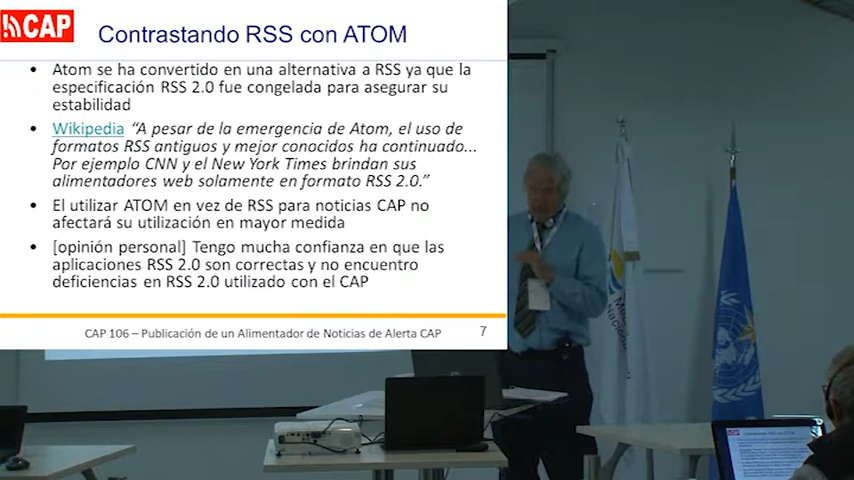 CAP
Contrastando RSS con ATOM
• Atom se ha convertido en una alternativa a RSS ya que la
especificación RSS 2.0 fue congelada para asegurar su
estabilidad
• Wikipedia “A pesar de la emergencia de Atom, el uso de
formatos RSS antiguos y mejor conocidos ha continuado...
Por ejemplo CNN y el New York Times brindan sus
alimentadores web solamente en formato RSS 2.0.”
• El utilizar ATOM en vez de RSS para noticias CAP no
afectará su utilización en mayor medida
• [opinión personal] Tengo mucha confianza en que las
aplicaciones RSS 2.0 son correctas y no encuentro
deficiencias en RSS 2.0 utilizado con el CAP
CAP 106 – Publicación de un Alimentador de Noticias de Alerta CAP 7